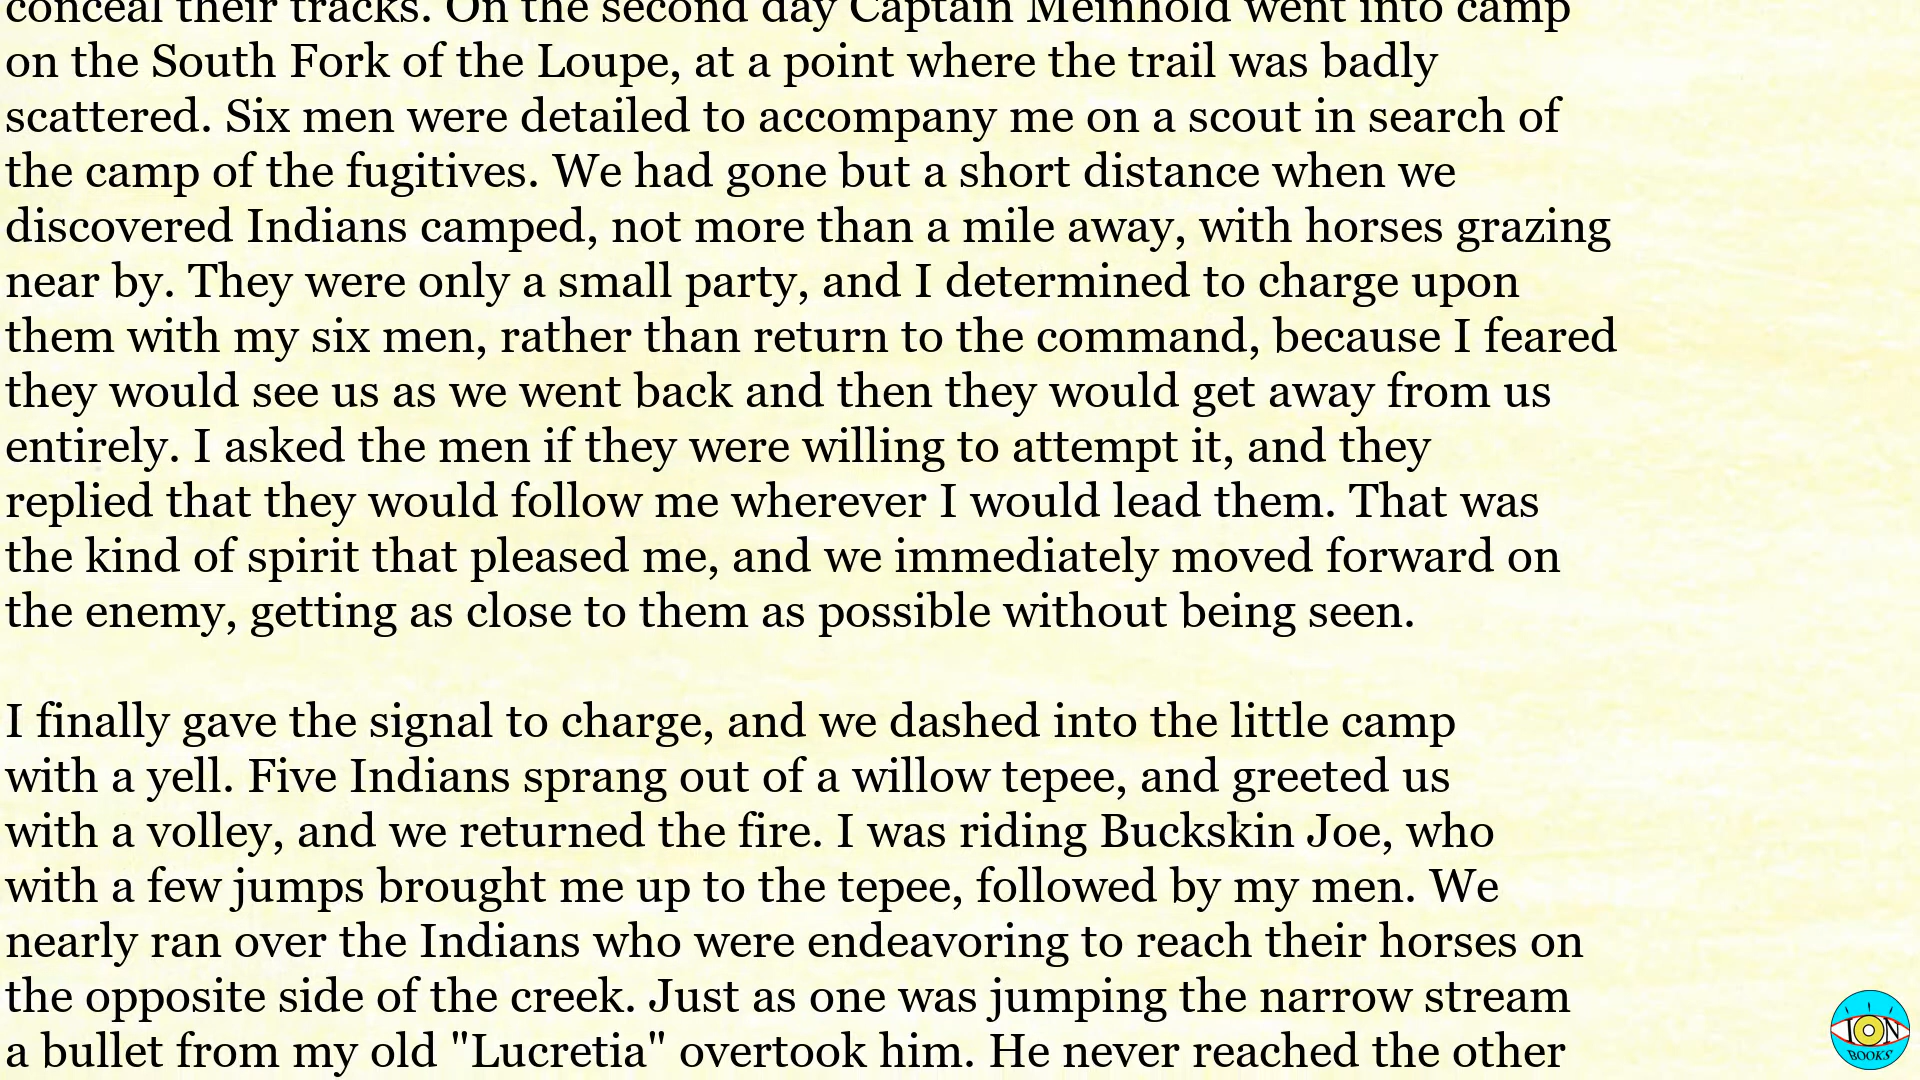 conceal their tracks. On the second day Captain Meinhold went into camp
on the South Fork of the Loupe, at a point where the trail was badly
scattered. Six men were detailed to accompany me on a scout in search of
the camp of the fugitives. We had gone but a short distance when we
discovered Indians camped, not more than a mile away, with horses grazing
near by. They were only a small party, and I determined to charge upon
them with my six men, rather than return to the command, because I feared
they would see us as we went back and then they would get away from us
entirely. I asked the men if they were willing to attempt it, and they
replied that they would follow me wherever I would lead them. That was
the kind of spirit that pleased me, and we immediately moved forward on
the enemy, getting as close to them as possible without being seen.
I finally gave the signal to charge, and we dashed into the little camp
with a yell. Five Indians sprang out of a willow tepee, and greeted us
with a volley, and we returned the fire. I was riding Buckskin Joe, who
with a few jumps brought me up to the tepee, followed by my men. We
nearly ran over the Indians who were endeavoring to reach their horses on
the opposite side of the creek. Just as one was jumping the narrow stream
a bullet from my old "Lucretia" overtook him. He never reached the other
ION
BOOKS